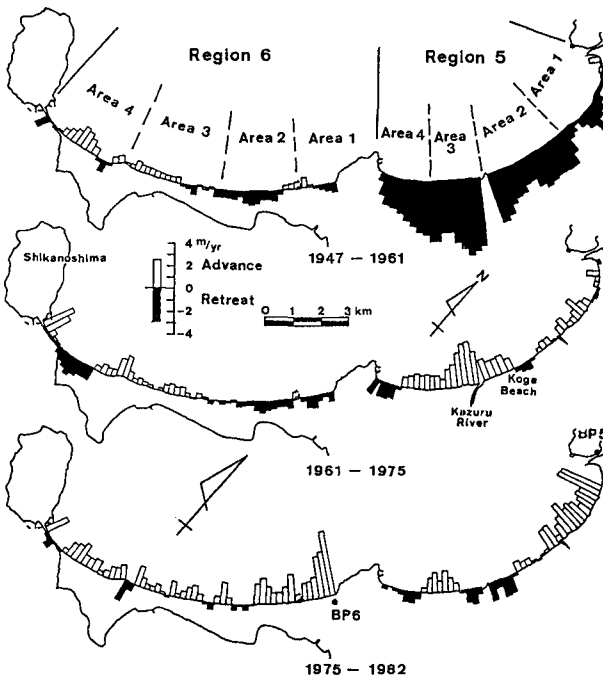 Region 6
Region 5
Area 4
Area 3
Area 2
Area 1
Area 4
Area 3
Area 2
Area 1
1947 – 1961
Shikanoshima
4 m/yr
2 Advance
0
-2 Retreat
-4
0 1 2 3 km
N
Koga
Beach
Kazuru
River
1961 – 1975
BP5
BP6
1975 – 1982